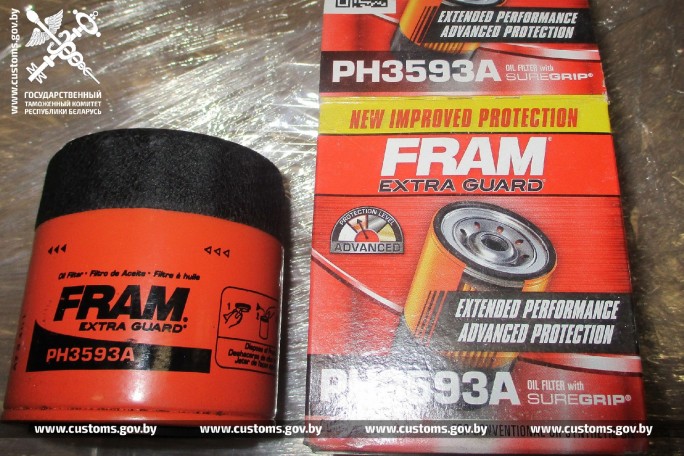 www.customs.gov.by
www.customs.gov.by
ГОСУДАРСТВЕННЫЙ
ТАМОЖЕННЫЙ КОМИТЕТ
РЕСПУБЛИКИ БЕЛАРУСЬ
EXTENDED PERFORMANCE
ADVANCED PROTECTION
PH3593A OIL FILTER with
SUREGRIP®
NEW IMPROVED PROTECTION
FRAM
EXTRA GUARD
PROTECTION LEVEL
ADVANCED
EXTENDED PERFORMANCE
ADVANCED PROTECTION
PH3593A OIL FILTER with
SUREGRIP®
Oil Filter • Filtro de Aceite • Filtre à huile
FRAM
EXTRA GUARD®
PH3593A
www.customs.gov.by www.customs.gov.by www.customs.gov.by